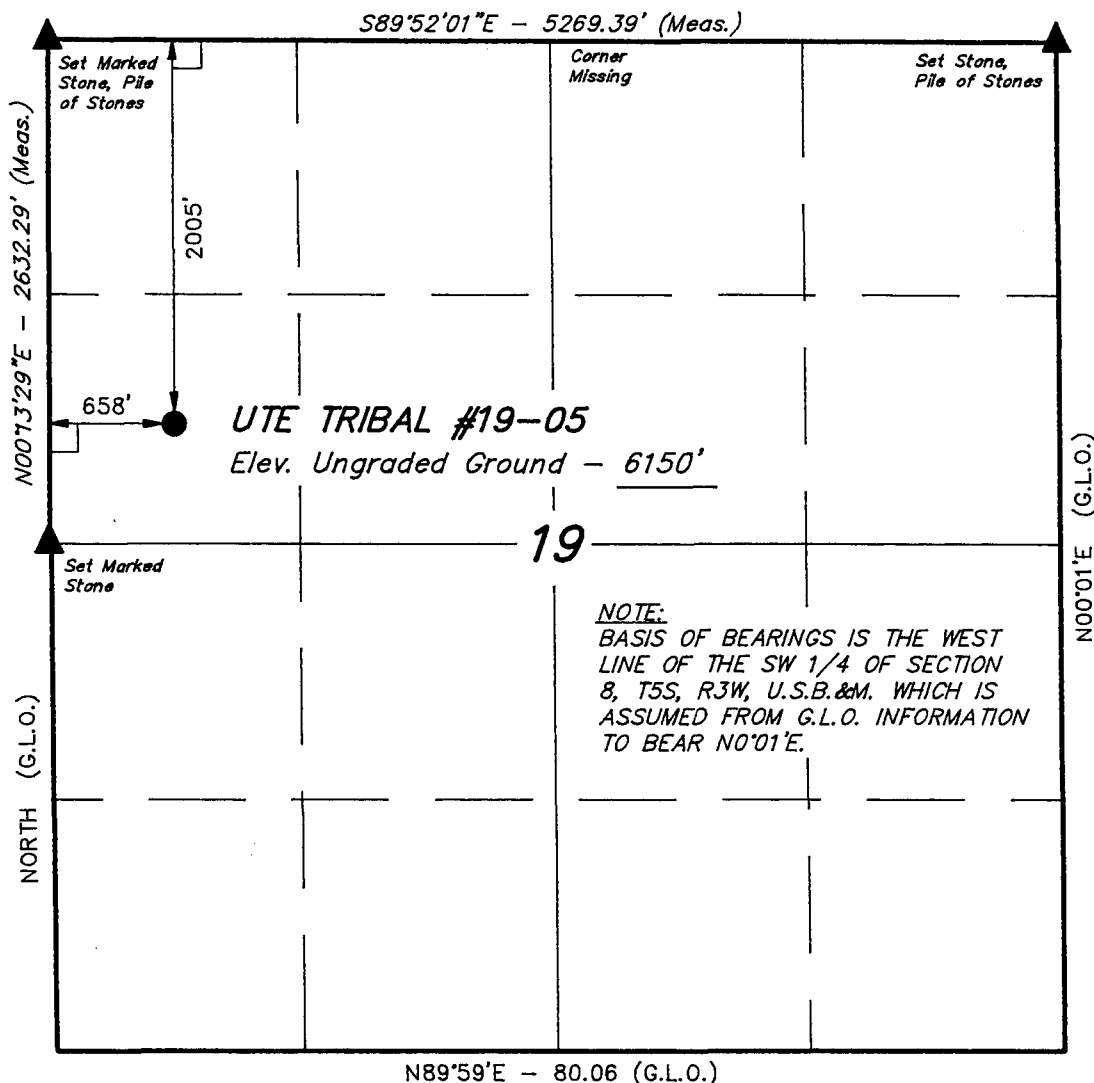 S89°52'01"E - 5269.39' (Meas.)
Set Marked
Stone, Pile
of Stones
Corner
Missing
Set Stone,
Pile of Stones
N00°13'29"E - 2632.29' (Meas.)
2005'
658'
UTE TRIBAL #19-05
Elev. Ungraded Ground - 6150'
19
Set Marked
Stone
N00°01'E (G.L.O.)
NOTE:
BASIS OF BEARINGS IS THE WEST
LINE OF THE SW 1/4 OF SECTION
8, T5S, R3W, U.S.B.&M. WHICH IS
ASSUMED FROM G.L.O. INFORMATION
TO BEAR N0°01'E.
NORTH (G.L.O.)
N89°59'E - 80.06 (G.L.O.)